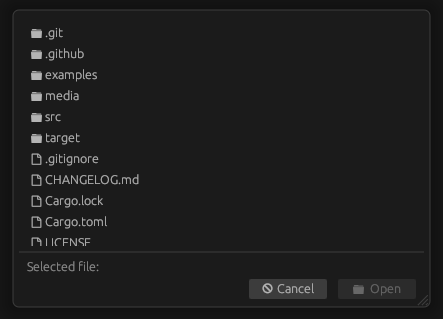 .git
.github
examples
media
src
target
.gitignore
CHANGELOG.md
Cargo.lock
Cargo.toml
LICENSE
Selected file:
Cancel
Open